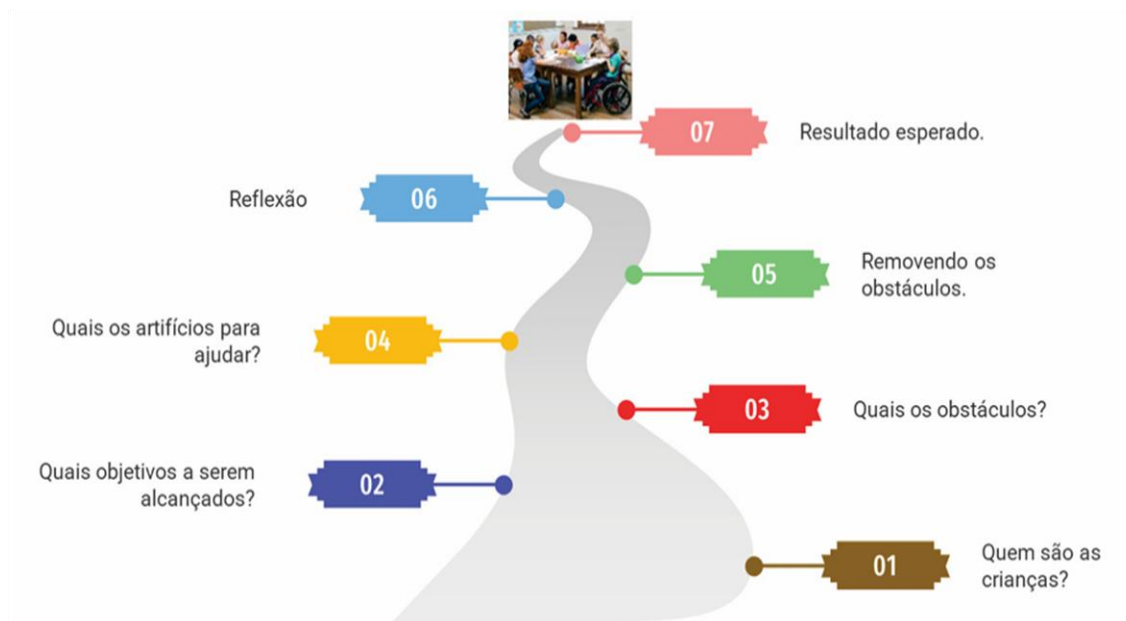 07
Resultado esperado.
Reflexão
06
05
Removendo os
obstáculos.
Quais os artifícios para
ajudar?
04
03
Quais os obstáculos?
Quais objetivos a serem
alcançados?
02
01
Quem são as
crianças?